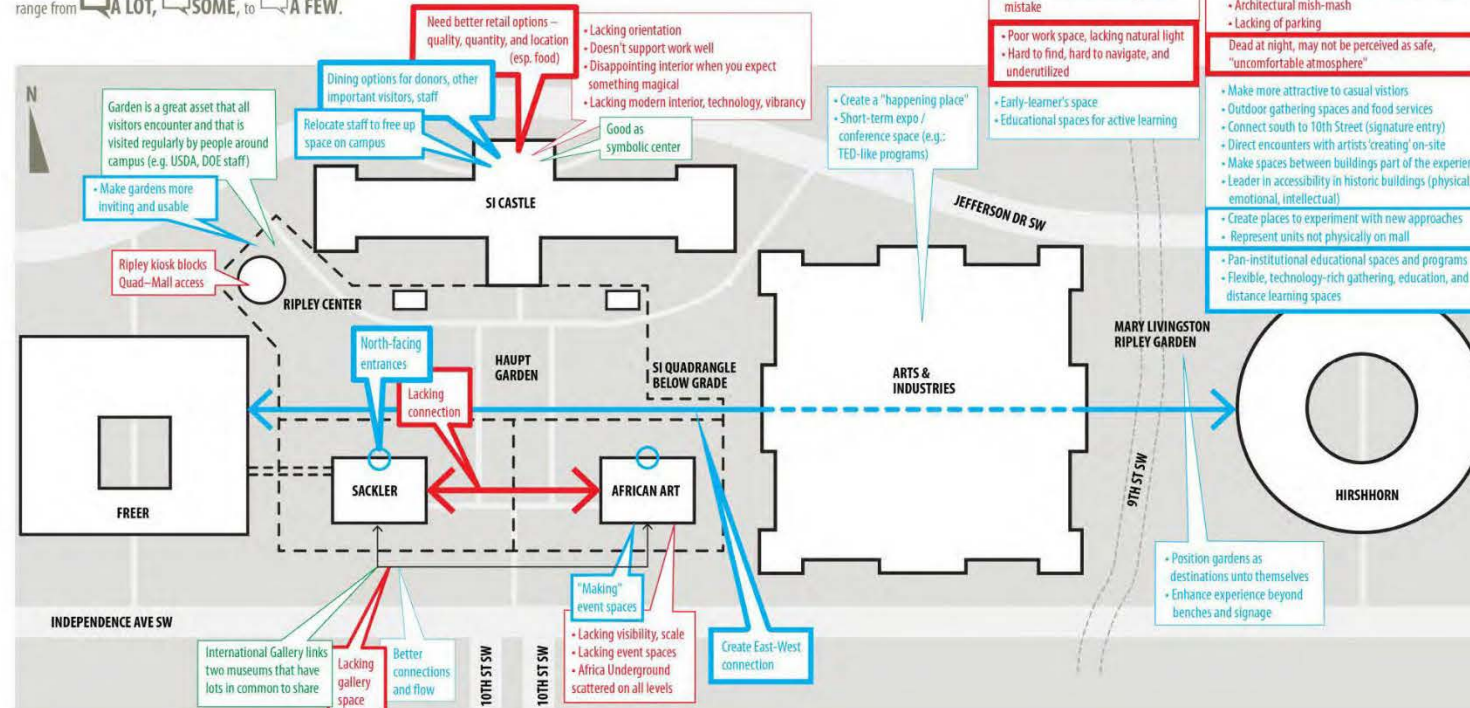 range from A LOT, SOME, to A FEW.
mistake
• Poor work space, lacking natural light
• Hard to find, hard to navigate, and
underutilized
• Early-learner's space
• Educational spaces for active learning
• Architectural mish-mash
• Lacking of parking
Dead at night, may not be perceived as safe,
"uncomfortable atmosphere"
• Make more attractive to casual vistiors
• Outdoor gathering spaces and food services
• Connect south to 10th Street (signature entry)
• Direct encounters with artists 'creating' on-site
• Make spaces between buildings part of the experien
• Leader in accessibility in historic buildings (physical
emotional, intellectual)
• Create places to experiment with new approaches
• Represent units not physically on mall
• Pan-institutional educational spaces and programs
• Flexible, technology-rich gathering, education, and
distance learning spaces
Need better retail options –
quality, quantity, and location
(esp. food)
• Lacking orientation
• Doesn't support work well
• Disappointing interior when you expect
something magical
• Lacking modern interior, technology, vibrancy
Dining options for donors, other
important visitors, staff
Relocate staff to free up
space on campus
Good as
symbolic center
• Create a "happening place"
• Short-term expo /
conference space (e.g.:
TED-like programs)
N
Garden is a great asset that all
visitors encounter and that is
visited regularly by people around
campus (e.g. USDA, DOE staff)
• Make gardens more
inviting and usable
Ripley kiosk blocks
Quad–Mall access
SI CASTLE
JEFFERSON DR SW
RIPLEY CENTER
North-facing
entrances
HAUPT
GARDEN
SI QUADRANGLE
BELOW GRADE
Lacking
connection
ARTS &
INDUSTRIES
MARY LIVINGSTON
RIPLEY GARDEN
9TH ST SW
FREER
SACKLER
AFRICAN ART
HIRSHHORN
"Making"
event spaces
• Position gardens as
destinations unto themselves
• Enhance experience beyond
benches and signage
INDEPENDENCE AVE SW
International Gallery links
two museums that have
lots in common to share
Lacking
gallery
space
Better
connections
and flow
10TH ST SW
10TH ST SW
• Lacking visibility, scale
• Lacking event spaces
• Africa Underground
scattered on all levels
Create East-West
connection